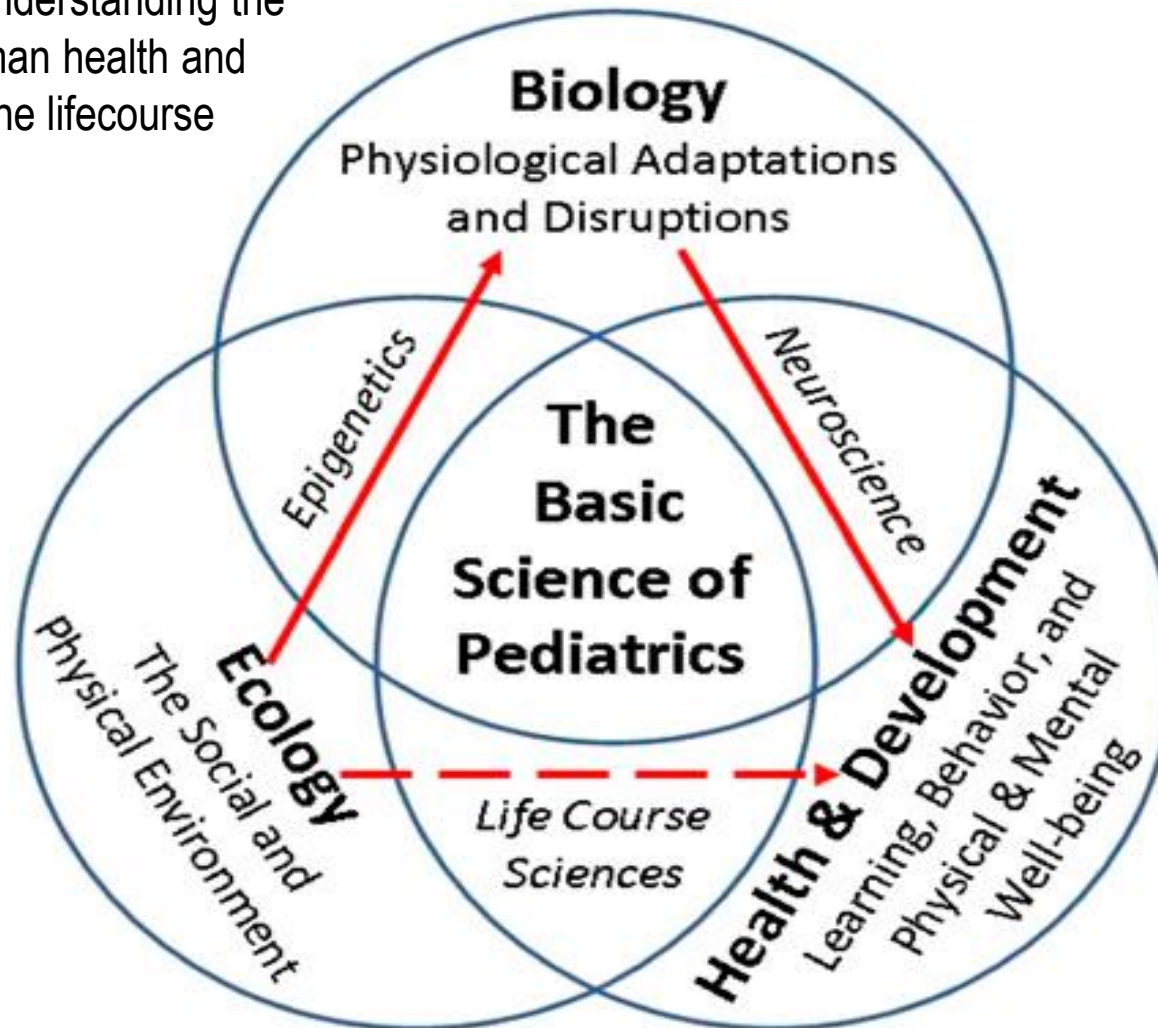 nderstanding the
nan health and
ne lifecourse
Biology
Physiological Adaptations
and Disruptions
Epigenetics
Neuroscience
The
Basic
Science of
Pediatrics
Ecology
The Social and
Physical Environment
Life Course
Sciences
Health & Development
Learning, Behavior, and
Physical & Mental
Well-being